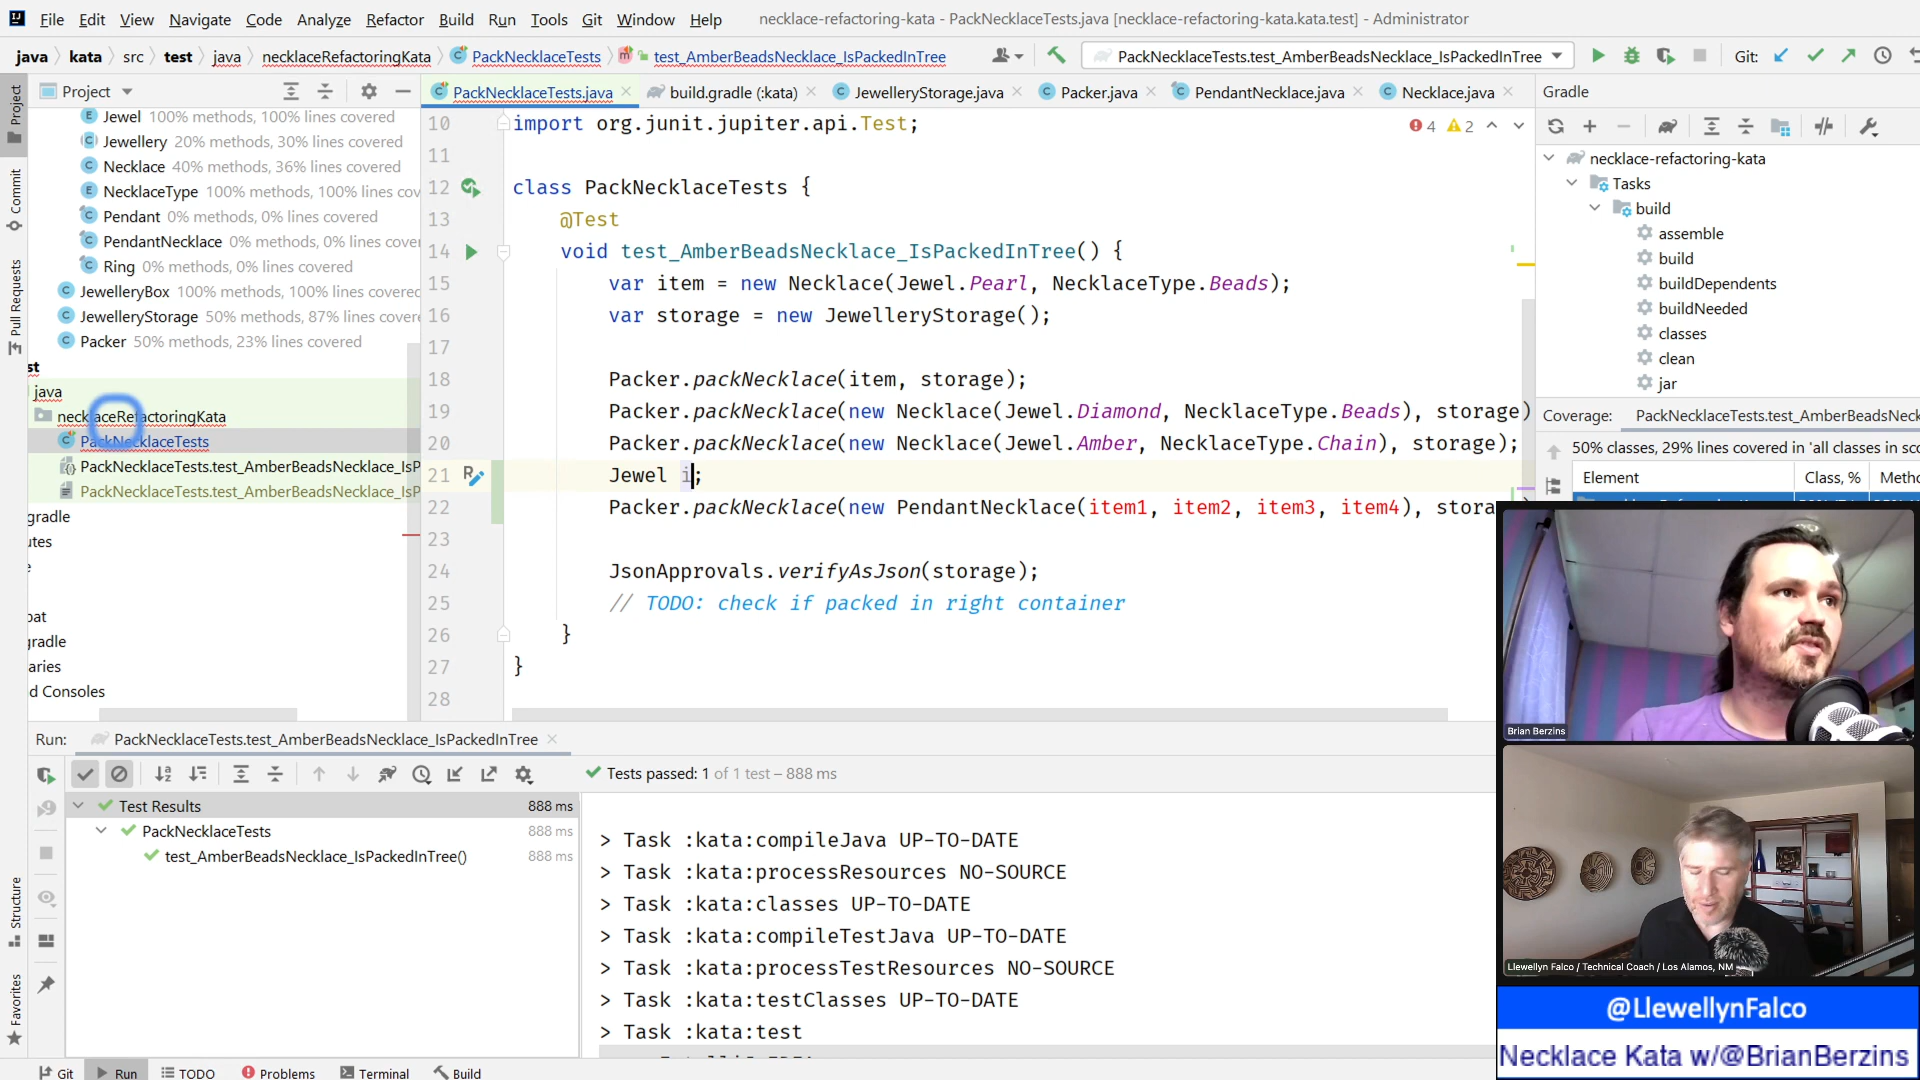 File Edit View Navigate Code Analyze Refactor Build Run Tools Git Window Help necklace-refactoring-kata - PackNecklaceTests.java [necklace-refactoring-kata.kata.test] - Administrator
java kata src test java necklaceRefactoringKata PackNecklaceTests test_AmberBeadsNecklace_IsPackedInTree PackNecklaceTests.test_AmberBeadsNecklace_IsPackedInTree Git:
Project
PackNecklaceTests.java build.gradle (:kata) JewelleryStorage.java Packer.java PendantNecklace.java Necklace.java
Gradle
Project
Commit
Pull Requests
Structure
Favorites
Jewel 100% methods, 100% lines covered
Jewellery 20% methods, 30% lines covered
Necklace 40% methods, 36% lines covered
NecklaceType 100% methods, 100% lines cov
Pendant 0% methods, 0% lines covered
PendantNecklace 0% methods, 0% lines cove
Ring 0% methods, 0% lines covered
JewelleryBox 100% methods, 100% lines covered
JewelleryStorage 50% methods, 87% lines cover
Packer 50% methods, 23% lines covered
st
java
necklaceRefactoringKata
PackNecklaceTests
PackNecklaceTests.test_AmberBeadsNecklace_IsP
PackNecklaceTests.test_AmberBeadsNecklace_IsP
gradle
utes
e
bat
gradle
aries
d Consoles
10 import org.junit.jupiter.api.Test; 4 2
11
12 class PackNecklaceTests {
13 @Test
14 void test_AmberBeadsNecklace_IsPackedInTree() {
15 var item = new Necklace(Jewel.Pearl, NecklaceType.Beads);
16 var storage = new JewelleryStorage();
17
18 Packer.packNecklace(item, storage);
19 Packer.packNecklace(new Necklace(Jewel.Diamond, NecklaceType.Beads), storage)
20 Packer.packNecklace(new Necklace(Jewel.Amber, NecklaceType.Chain), storage);
21 Jewel i;
22 Packer.packNecklace(new PendantNecklace(item1, item2, item3, item4), stora
23
24 JsonApprovals.verifyAsJson(storage);
25 // TODO: check if packed in right container
26 }
27 }
28
necklace-refactoring-kata
Tasks
build
assemble
build
buildDependents
buildNeeded
classes
clean
jar
Coverage: PackNecklaceTests.test_AmberBeadsNeck
50% classes, 29% lines covered in 'all classes in sco
Element Class, % Metho
Run: PackNecklaceTests.test_AmberBeadsNecklace_IsPackedInTree
Tests passed: 1 of 1 test – 888 ms
Test Results 888 ms
PackNecklaceTests 888 ms
test_AmberBeadsNecklace_IsPackedInTree() 888 ms
> Task :kata:compileJava UP-TO-DATE
> Task :kata:processResources NO-SOURCE
> Task :kata:classes UP-TO-DATE
> Task :kata:compileTestJava UP-TO-DATE
> Task :kata:processTestResources NO-SOURCE
> Task :kata:testClasses UP-TO-DATE
> Task :kata:test
Git Run TODO Problems Terminal Build
Brian Berzins
Llewellyn Falco / Technical Coach / Los Alamos, NM
@LlewellynFalco
Necklace Kata w/@BrianBerzins